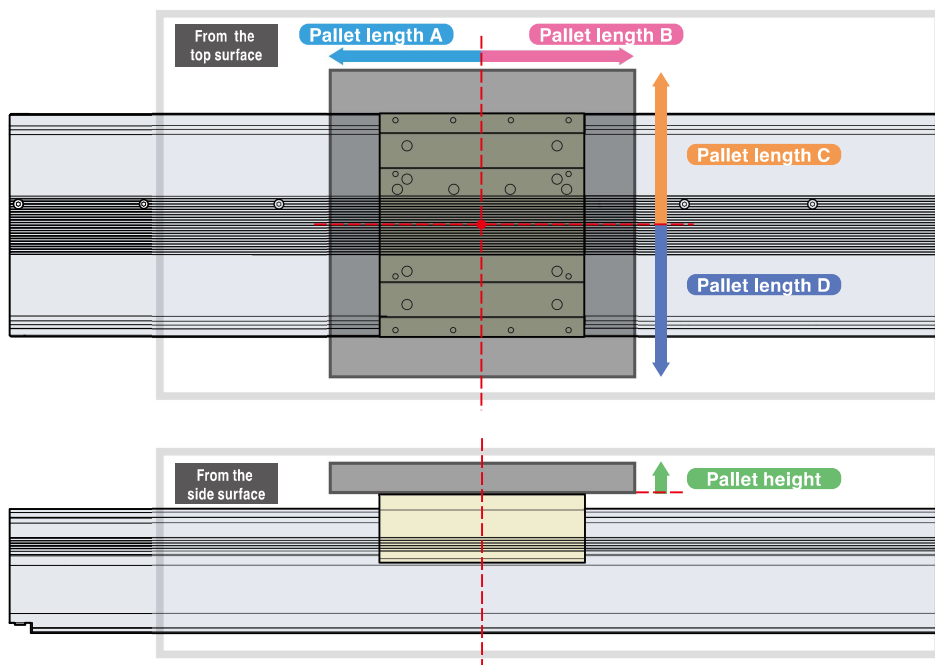 From the
top surface
Pallet length A
Pallet length B
Pallet length C
Pallet length D
From the
side surface
Pallet height